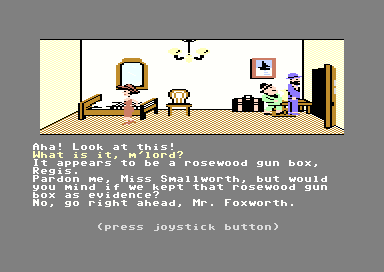 Aha! Look at this!
What is it, m'lord?
It appears to be a rosewood gun box,
Regis.
Pardon me, Miss Smallworth, but would
you mind if we kept that rosewood gun
box as evidence?
No, go right ahead, Mr. Foxworth.
(press joystick button)